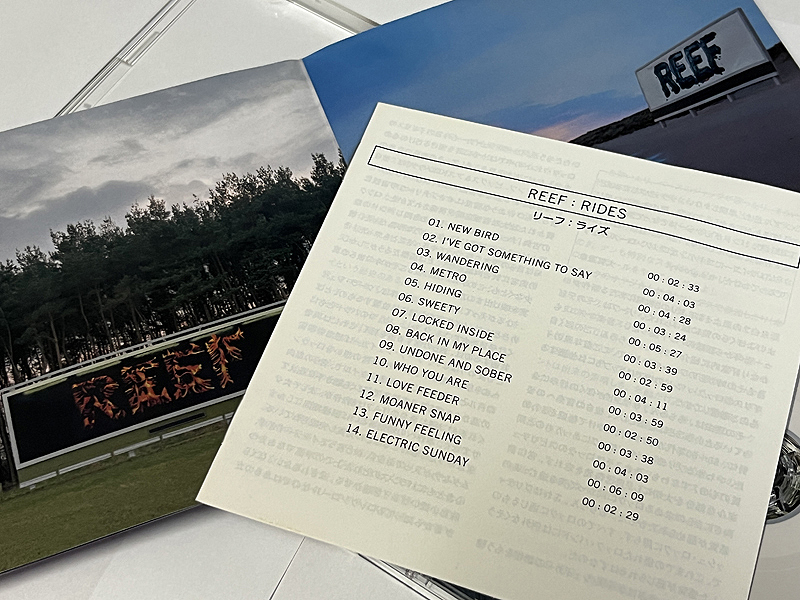 REEF
REEF
REEF : RIDES
リーフ : ライズ
01. NEW BIRD 00 : 02 : 33
02. I'VE GOT SOMETHING TO SAY 00 : 04 : 03
03. WANDERING 00 : 04 : 28
04. METRO 00 : 03 : 24
05. HIDING 00 : 05 : 27
06. SWEETY 00 : 03 : 39
07. LOCKED INSIDE 00 : 02 : 59
08. BACK IN MY PLACE 00 : 04 : 11
09. UNDONE AND SOBER 00 : 03 : 59
10. WHO YOU ARE 00 : 02 : 50
11. LOVE FEEDER 00 : 03 : 38
12. MOANER SNAP 00 : 04 : 03
13. FUNNY FEELING 00 : 06 : 09
14. ELECTRIC SUNDAY 00 : 02 : 29